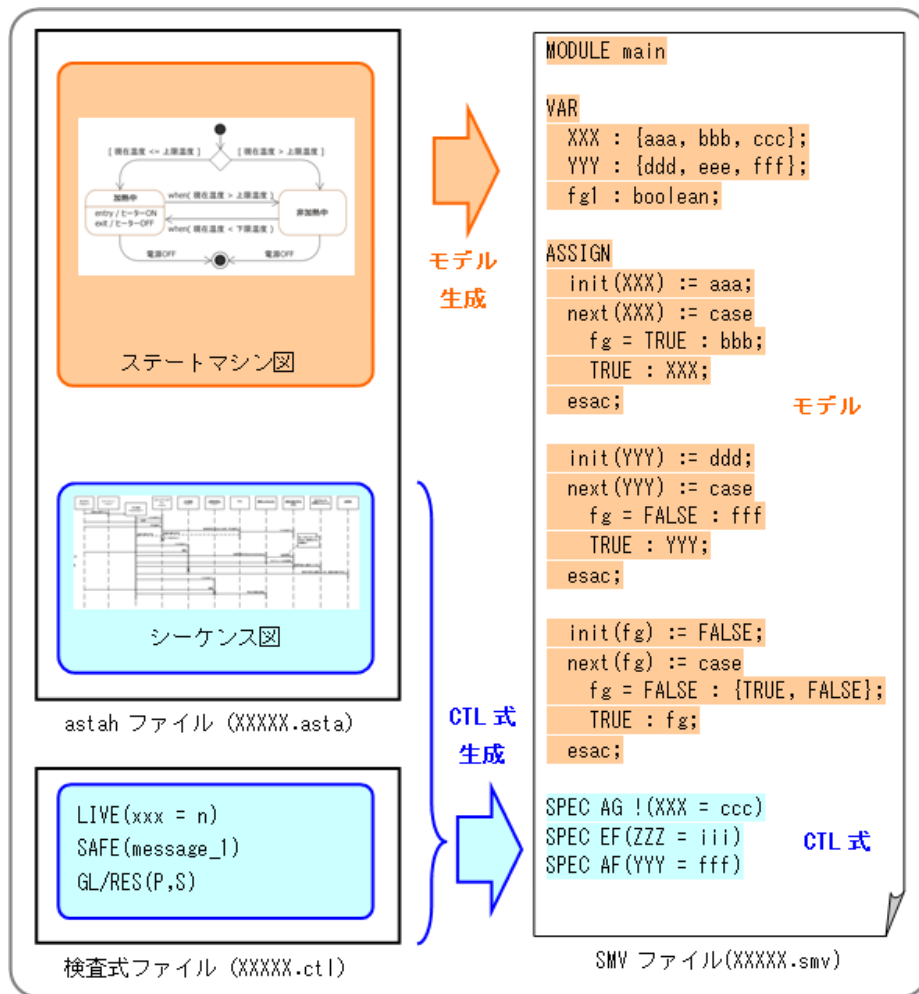 [ 現在温度 <= 上限温度 ]
[ 現在温度 > 上限温度 ]
加熱中
entry / ヒーターON
exit / ヒーターOFF
when( 現在温度 > 上限温度 )
when( 現在温度 < 下限温度 )
非加熱中
電源OFF
電源OFF
ステートマシン図
シーケンス図
astah ファイル (XXXXX.asta)
LIVE(xxx = n)
SAFE(message_1)
GL/RES(P,S)
検査式ファイル (XXXXX.ctl)
モデル
生成
CTL 式
生成
MODULE main
VAR
XXX : {aaa, bbb, ccc};
YYY : {ddd, eee, fff};
fg1 : boolean;
ASSIGN
init(XXX) := aaa;
next(XXX) := case
fg = TRUE : bbb;
TRUE : XXX;
esac;
モデル
init(YYY) := ddd;
next(YYY) := case
fg = FALSE : fff
TRUE : YYY;
esac;
init(fg) := FALSE;
next(fg) := case
fg = FALSE : {TRUE, FALSE};
TRUE : fg;
esac;
SPEC AG !(XXX = ccc)
SPEC EF(ZZZ = iii)
SPEC AF(YYY = fff)
CTL 式
SMV ファイル(XXXXX.smv)